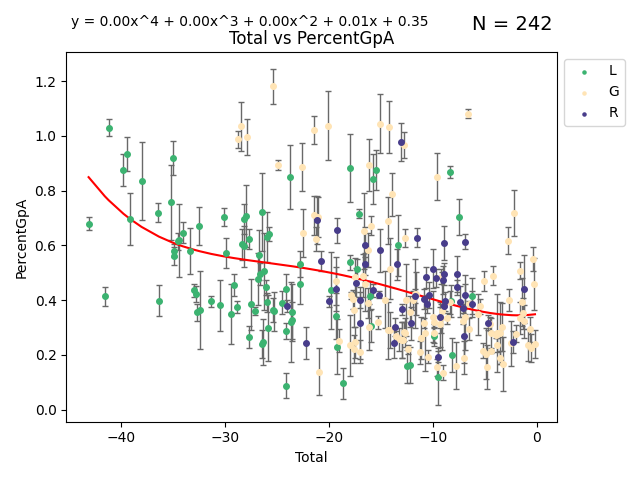 y = 0.00x^4 + 0.00x^3 + 0.00x^2 + 0.01x + 0.35
N = 242
Total vs PercentGpA
L
G
R
PercentGpA
1.2
1.0
0.8
0.6
0.4
0.2
0.0
−40
−30
−20
−10
0
Total